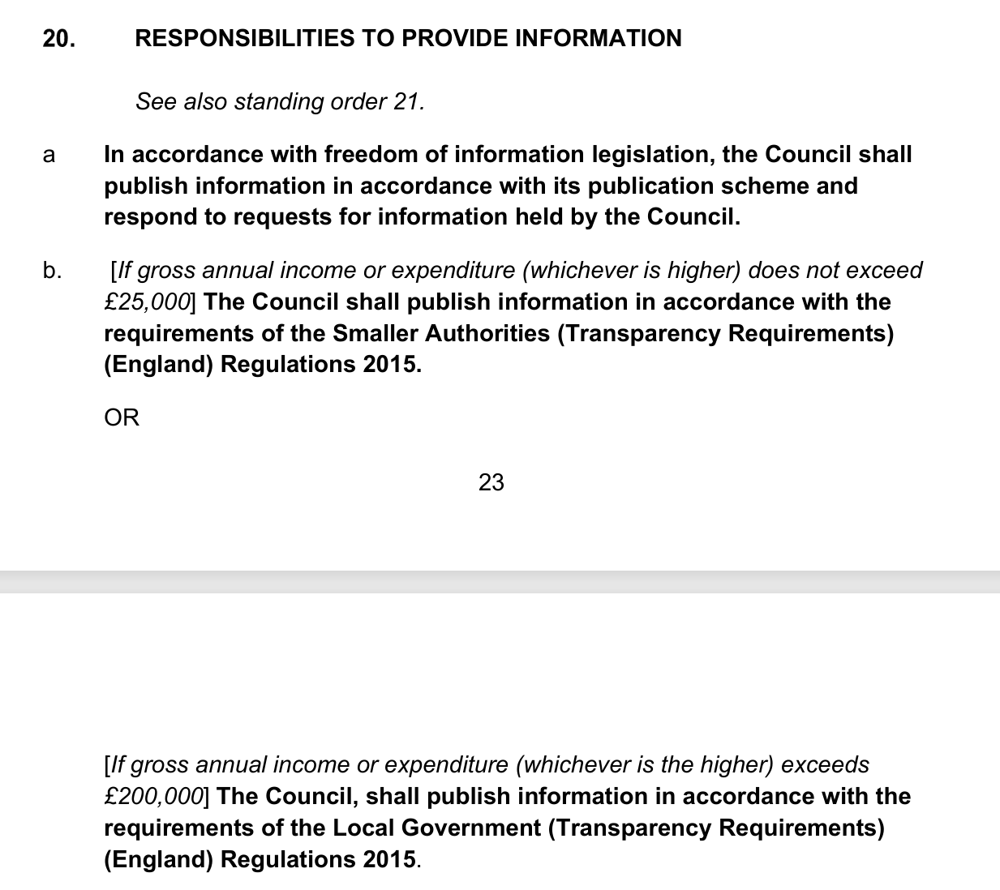 20. RESPONSIBILITIES TO PROVIDE INFORMATION
See also standing order 21.
a In accordance with freedom of information legislation, the Council shall
publish information in accordance with its publication scheme and
respond to requests for information held by the Council.
b. [If gross annual income or expenditure (whichever is higher) does not exceed
£25,000] The Council shall publish information in accordance with the
requirements of the Smaller Authorities (Transparency Requirements)
(England) Regulations 2015.
OR
23
[If gross annual income or expenditure (whichever is the higher) exceeds
£200,000] The Council, shall publish information in accordance with the
requirements of the Local Government (Transparency Requirements)
(England) Regulations 2015.